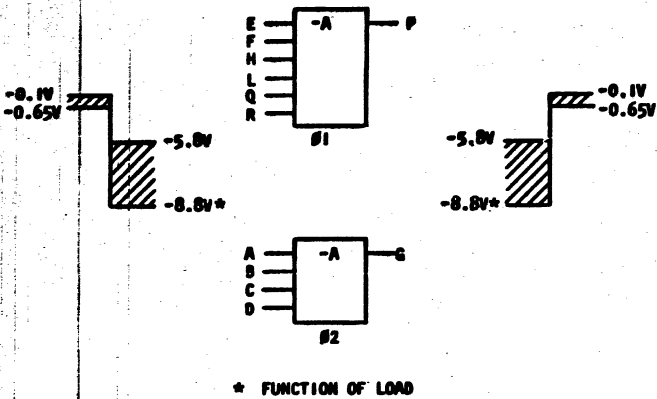 E -A P
F
H
L
Q
R
Ø1
-0.1V
-0.65V
-5.8V
-8.8V*
-0.1V
-0.65V
-5.8V
-8.8V*
A -A G
B
C
D
Ø2
* FUNCTION OF LOAD